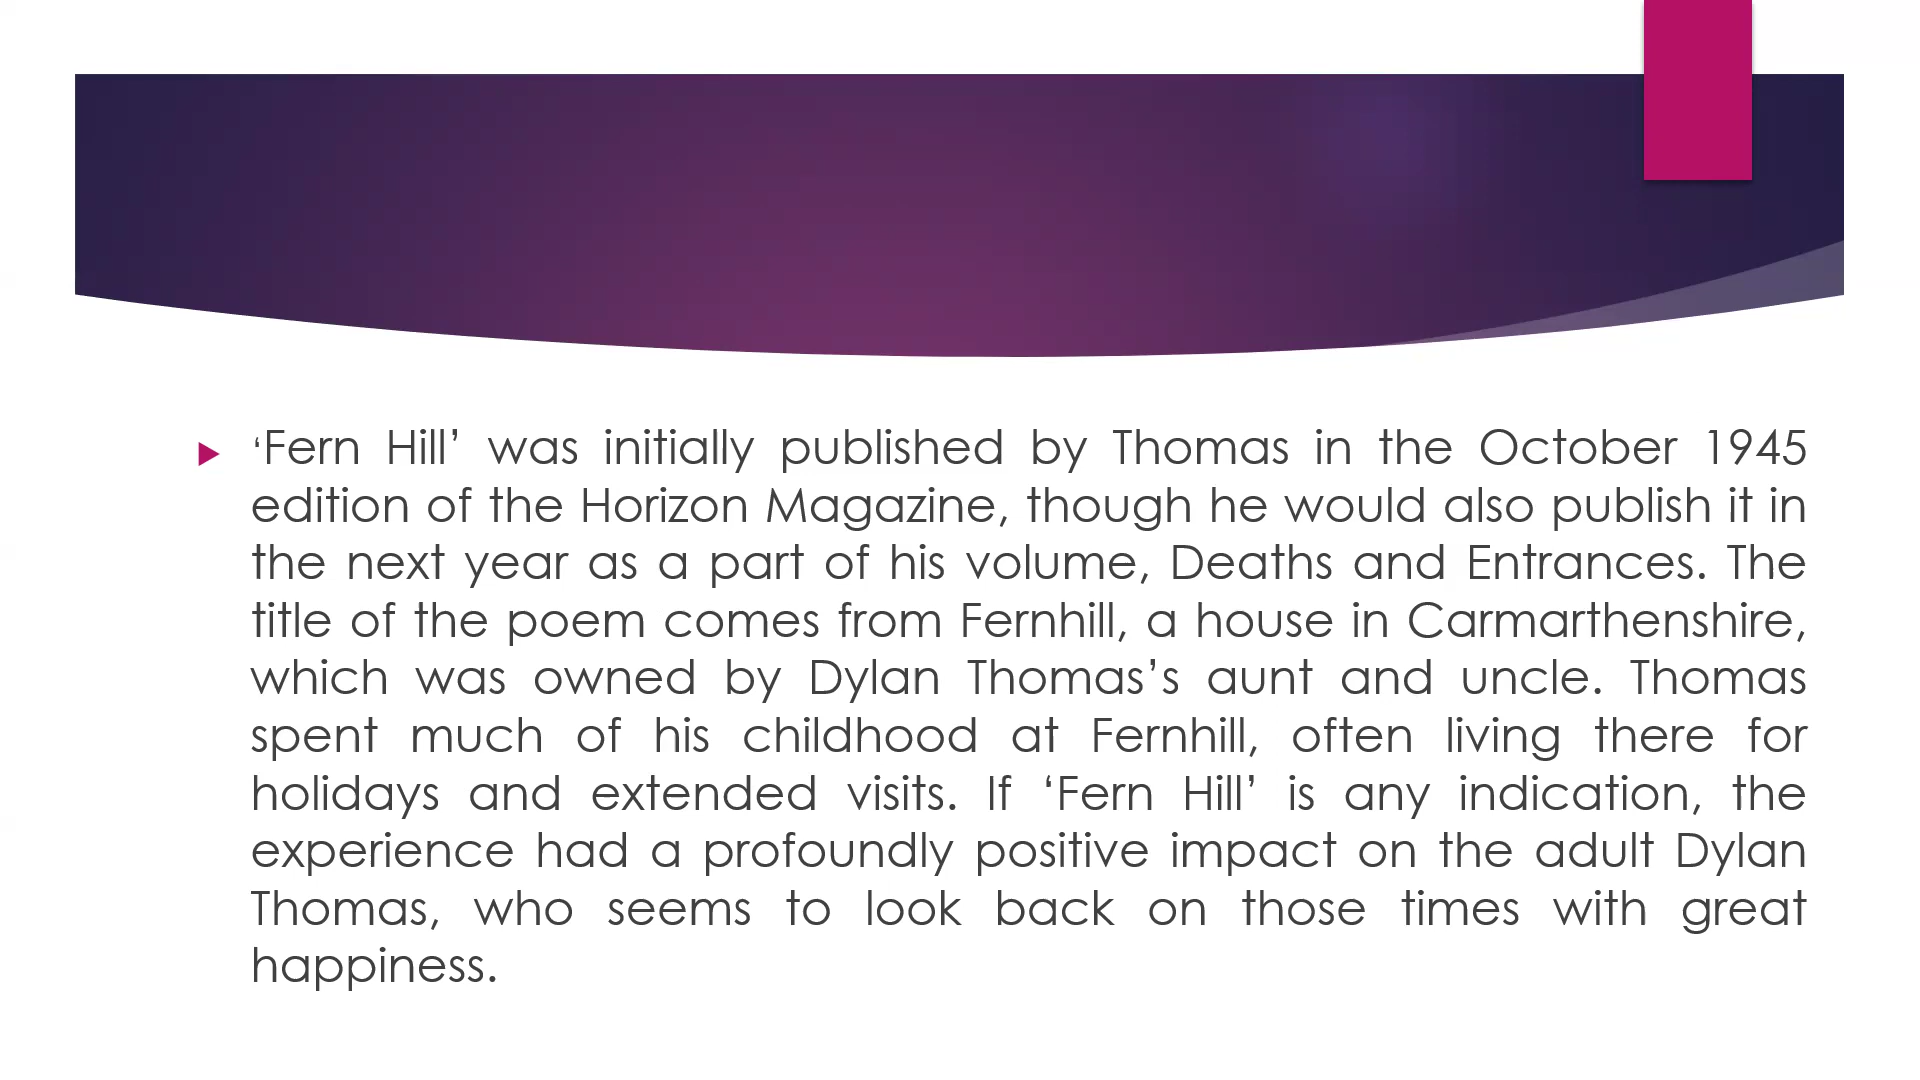 ‘Fern Hill’ was initially published by Thomas in the October 1945
edition of the Horizon Magazine, though he would also publish it in
the next year as a part of his volume, Deaths and Entrances. The
title of the poem comes from Fernhill, a house in Carmarthenshire,
which was owned by Dylan Thomas’s aunt and uncle. Thomas
spent much of his childhood at Fernhill, often living there for
holidays and extended visits. If ‘Fern Hill’ is any indication, the
experience had a profoundly positive impact on the adult Dylan
Thomas, who seems to look back on those times with great
happiness.